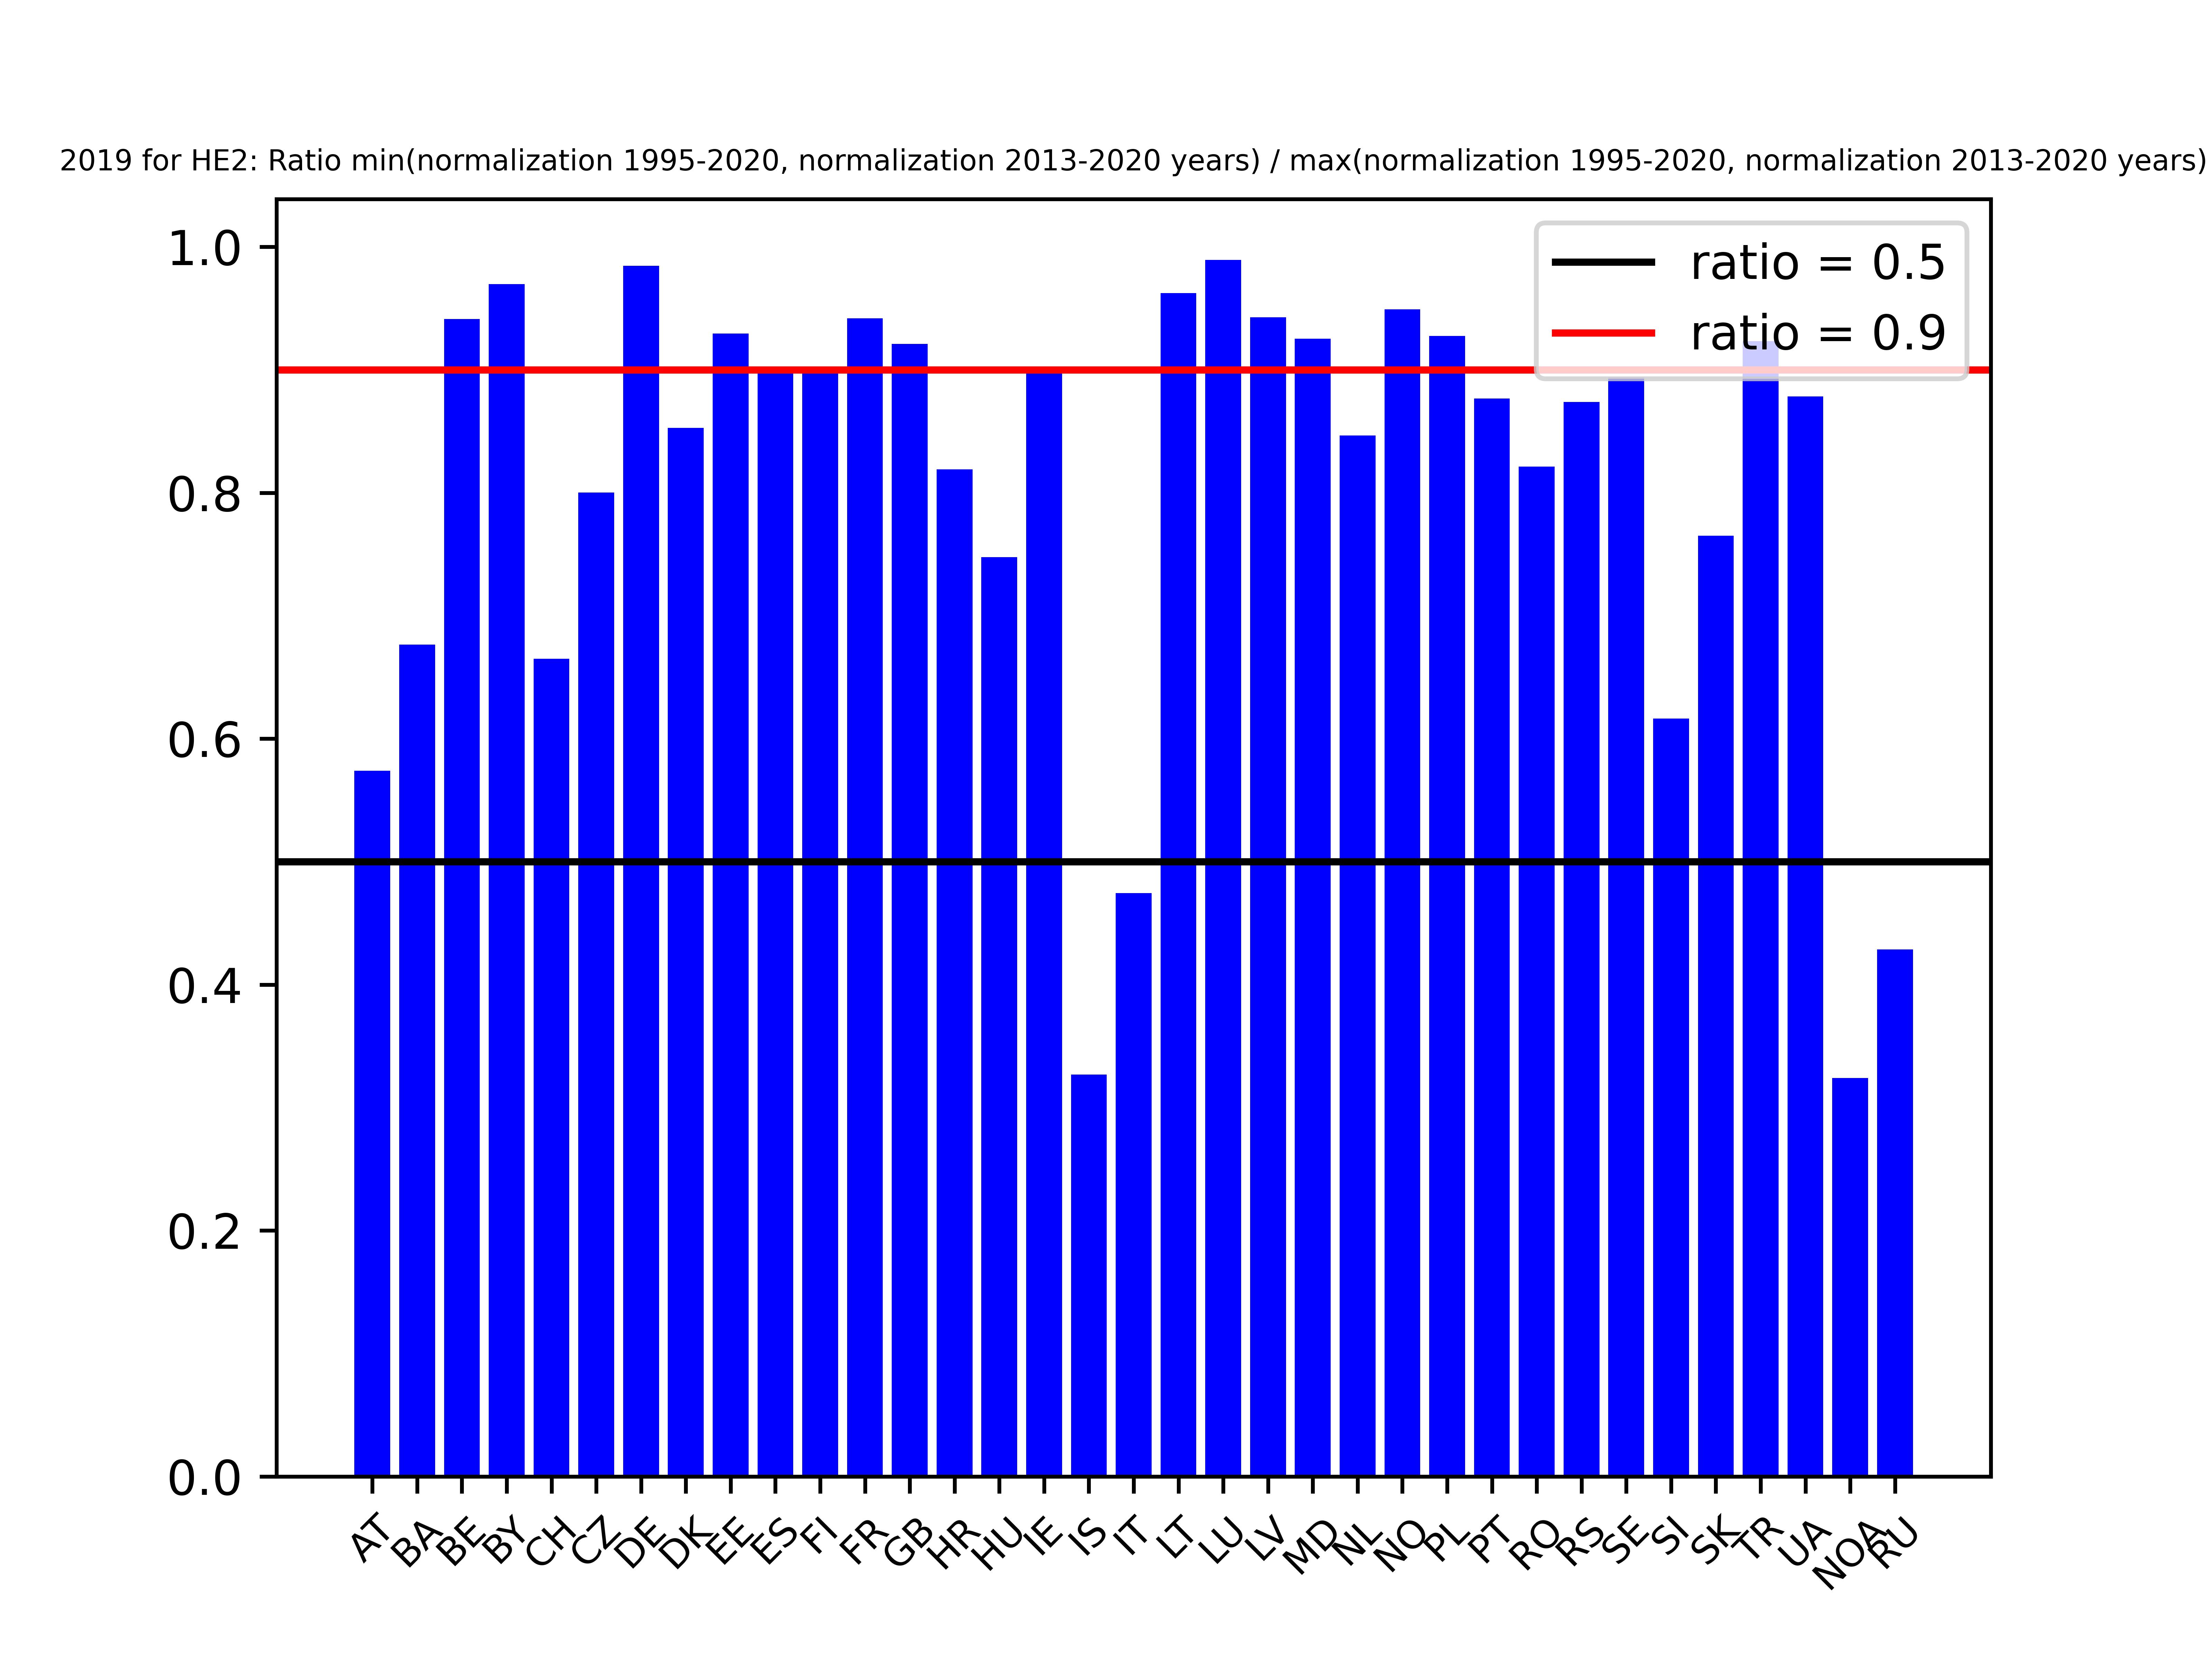 2019 for HE2: Ratio min(normalization 1995-2020, normalization 2013-2020 years) / max(normalization 1995-2020, normalization 2013-2020 years)
ratio = 0.5
ratio = 0.9
1.0
0.8
0.6
0.4
0.2
0.0
AT BA BE BY CH CZ DE DK EE ES FI FR GB HR HU IE IS IT LT LU LV MD NL NO PL PT RO RS SE SI SK TR UA NOA RU